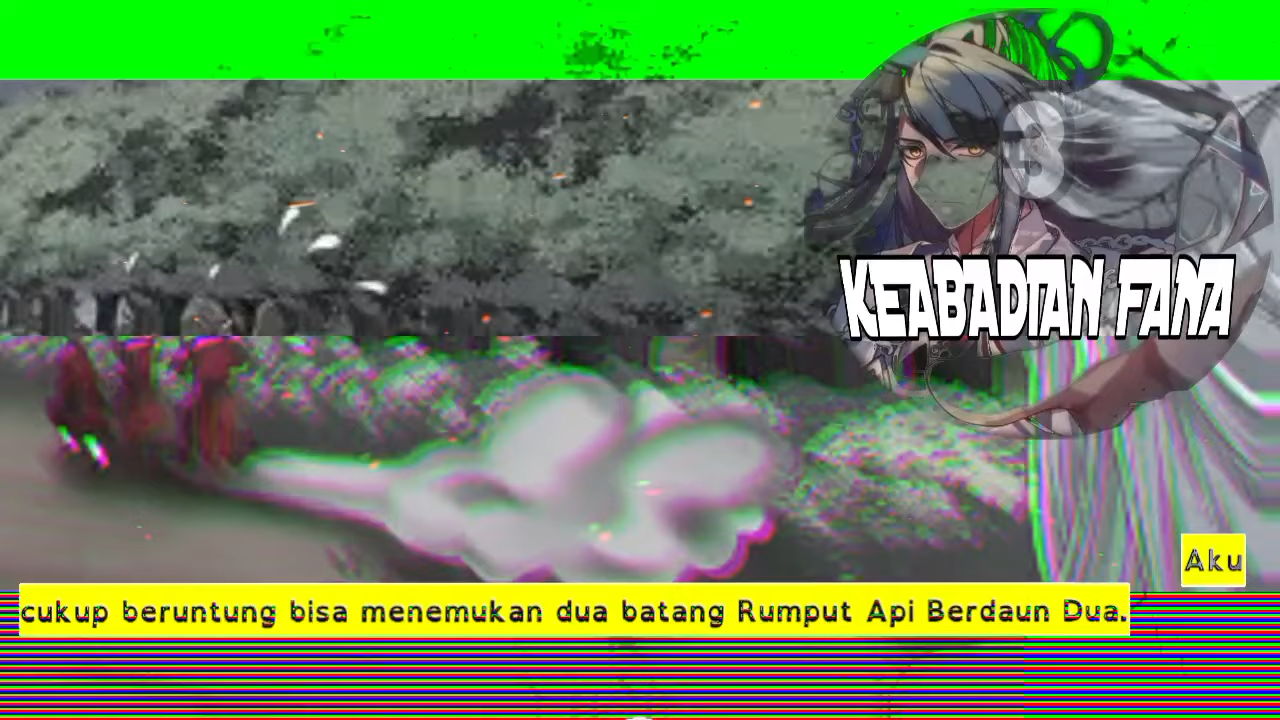 KEABADIAN FANA
Aku
cukup beruntung bisa menemukan dua batang Rumput Api Berdaun Dua.